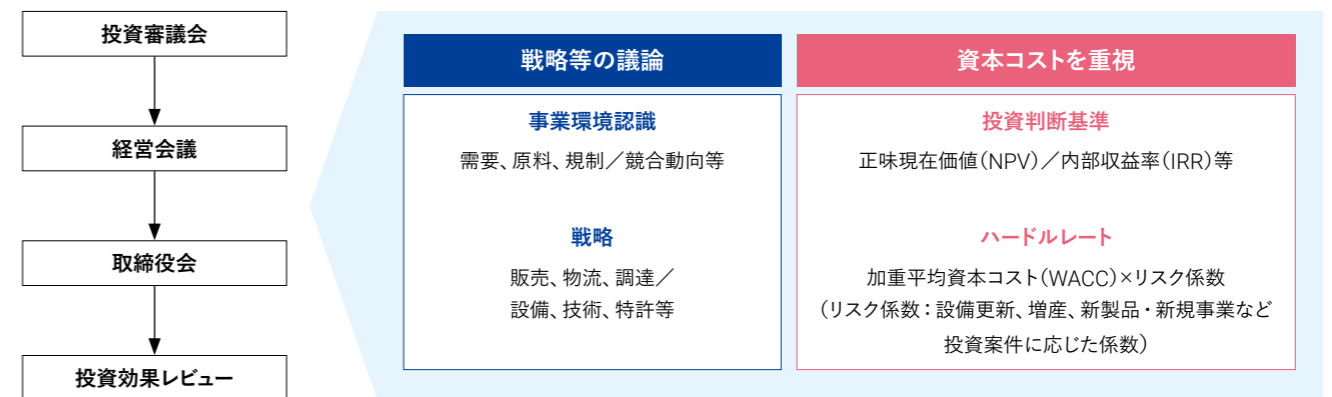 投資審議会
経営会議
取締役会
投資効果レビュー
戦略等の議論
事業環境認識
需要、原料、規制／競合動向等
戦略
販売、物流、調達／
設備、技術、特許等
資本コストを重視
投資判断基準
正味現在価値（NPV）／内部収益率（IRR）等
ハードルレート
加重平均資本コスト（WACC）×リスク係数
（リスク係数：設備更新、増産、新製品・新規事業など
投資案件に応じた係数）